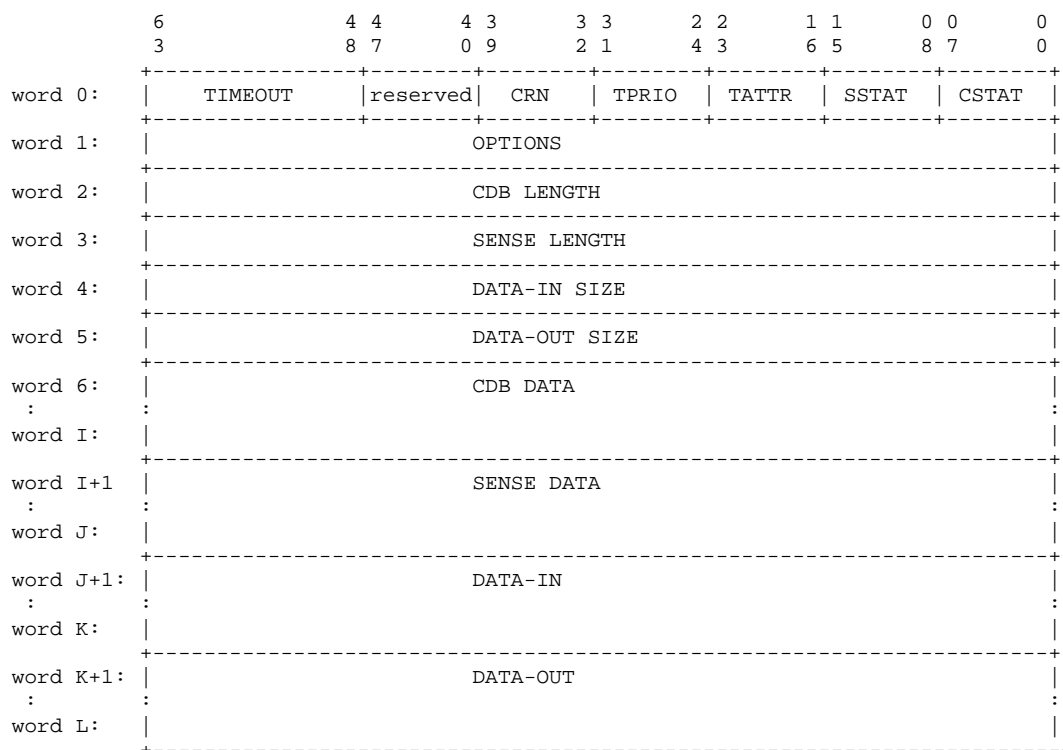 6 4 4 4 3 3 3 2 2 1 1 0 0 0
3 8 7 0 9 2 1 4 3 6 5 8 7 0
word 0: | TIMEOUT |reserved| CRN | TPRIO | TATTR | SSTAT | CSTAT |
word 1: | OPTIONS |
word 2: | CDB LENGTH |
word 3: | SENSE LENGTH |
word 4: | DATA-IN SIZE |
word 5: | DATA-OUT SIZE |
word 6: | CDB DATA |
: : :
word I: | |
word I+1 | SENSE DATA |
: : :
word J: | |
word J+1: | DATA-IN |
: : :
word K: | |
word K+1: | DATA-OUT |
: : :
word L: | |